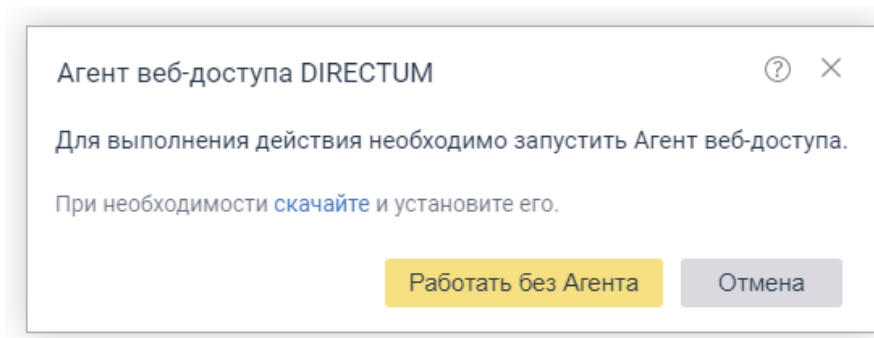 Агент веб-доступа DIRECTUM
Для выполнения действия необходимо запустить Агент веб-доступа.
При необходимости скачайте и установите его.
Работать без Агента
Отмена